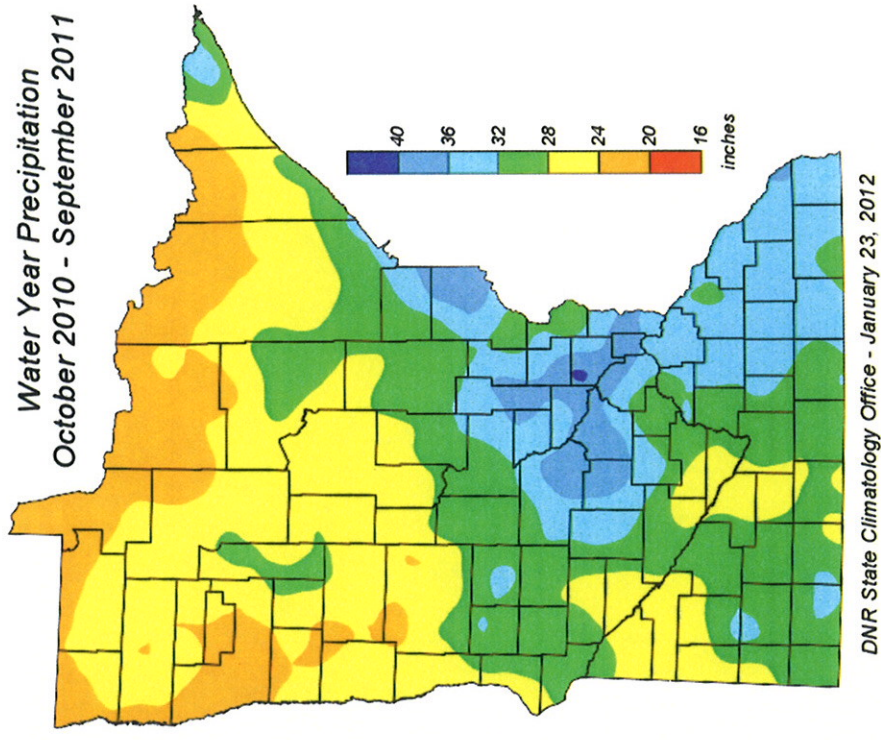 Water Year Precipitation
October 2010 - September 2011
40
36
32
28
24
20
16
inches
DNR State Climatology Office - January 23, 2012